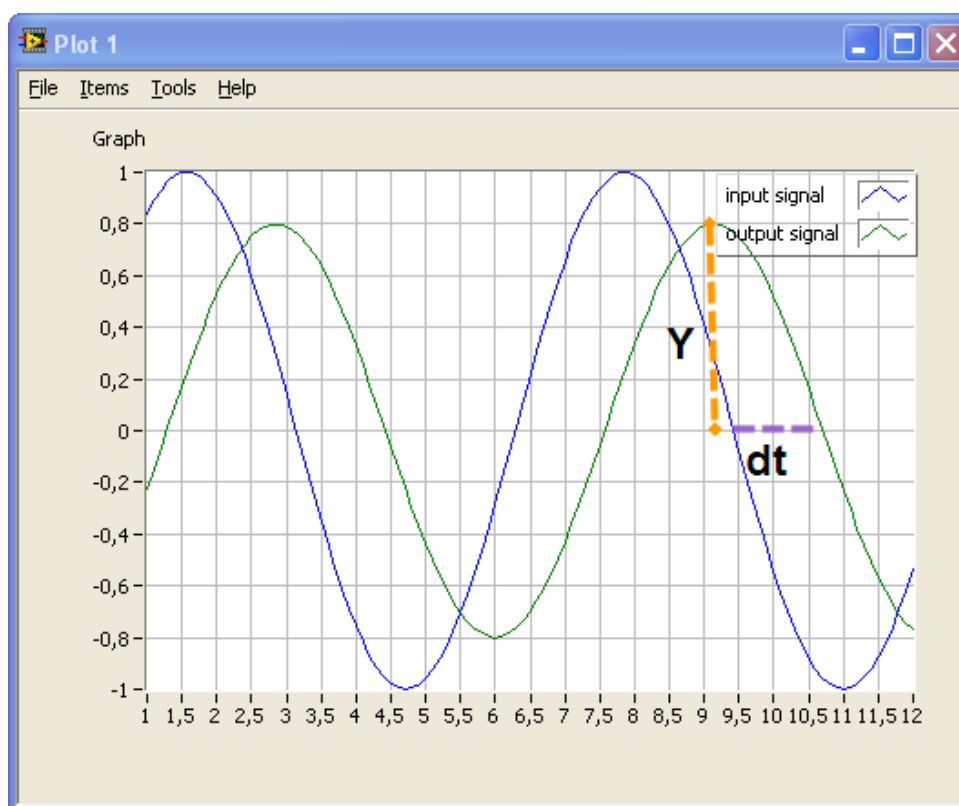 Plot 1
File Items Tools Help
Graph
1
0,8
0,6
0,4
0,2
0
-0,2
-0,4
-0,6
-0,8
-1
input signal
output signal
Y
dt
1 1,5 2 2,5 3 3,5 4 4,5 5 5,5 6 6,5 7 7,5 8 8,5 9 9,5 10 10,5 11 11,5 12